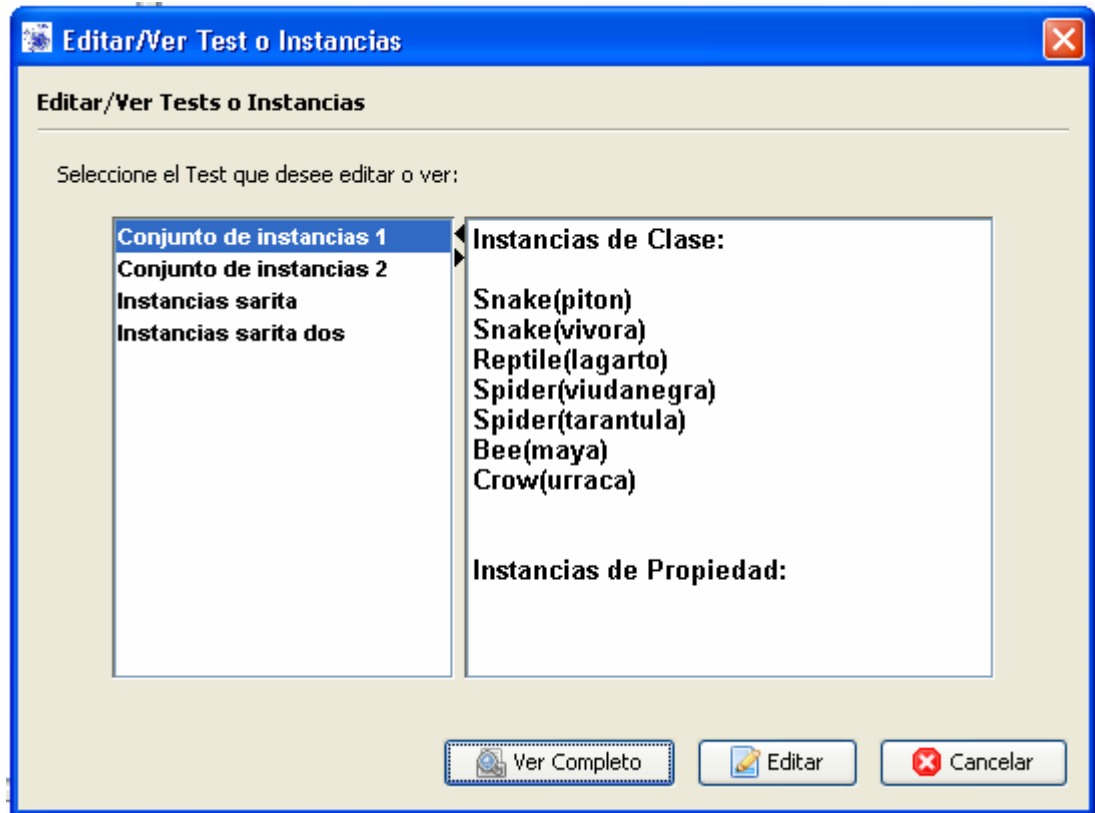 Editar/Ver Test o Instancias
Editar/Ver Tests o Instancias
Seleccione el Test que desee editar o ver:
Conjunto de instancias 1
Conjunto de instancias 2
Instancias sarita
Instancias sarita dos
Instancias de Clase:
Snake(piton)
Snake(vivora)
Reptile(lagarto)
Spider(viudanegra)
Spider(tarantula)
Bee(maya)
Crow(urraca)
Instancias de Propiedad:
Ver Completo
Editar
Cancelar